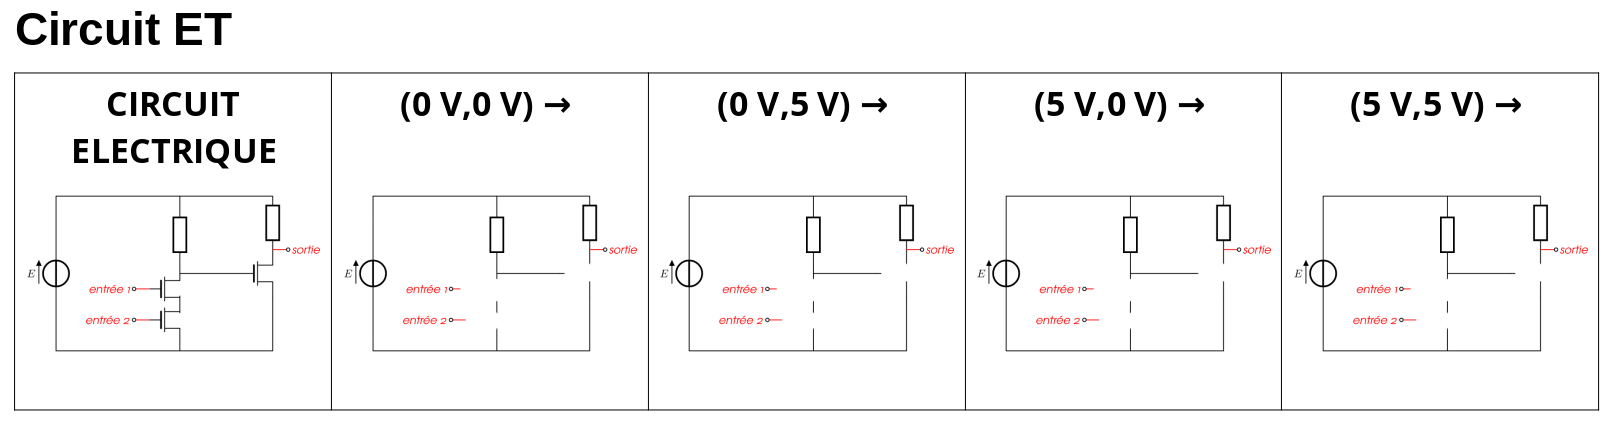 Circuit ET
CIRCUIT
ELECTRIQUE
E
entrée 1
entrée 2
sortie
(0 V,0 V) →
E
entrée 1
entrée 2
sortie
(0 V,5 V) →
E
entrée 1
entrée 2
sortie
(5 V,0 V) →
E
entrée 1
entrée 2
sortie
(5 V,5 V) →
E
entrée 1
entrée 2
sortie